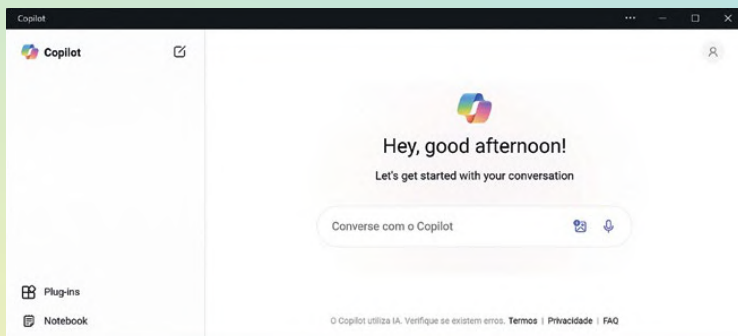 Copilot
Copilot
Hey, good afternoon!
Let's get started with your conversation
Converse com o Copilot
Plug-ins
Notebook
O Copilot utiliza IA. Verifique se existem erros. Termos | Privacidade | FAQ